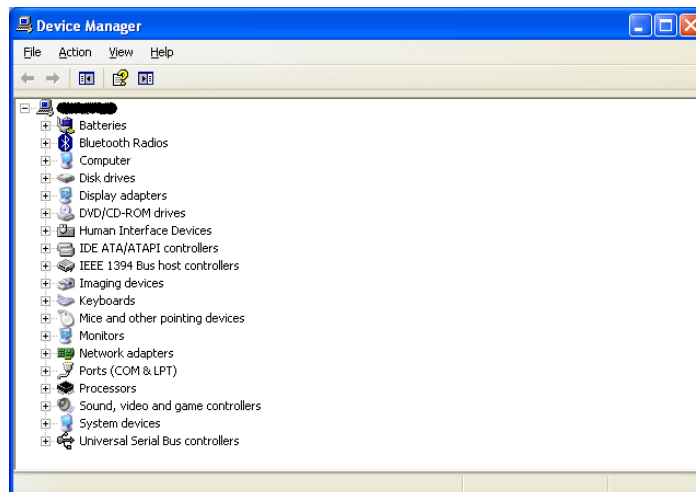 Device Manager
File Action View Help
Batteries
Bluetooth Radios
Computer
Disk drives
Display adapters
DVD/CD-ROM drives
Human Interface Devices
IDE ATA/ATAPI controllers
IEEE 1394 Bus host controllers
Imaging devices
Keyboards
Mice and other pointing devices
Monitors
Network adapters
Ports (COM & LPT)
Processors
Sound, video and game controllers
System devices
Universal Serial Bus controllers